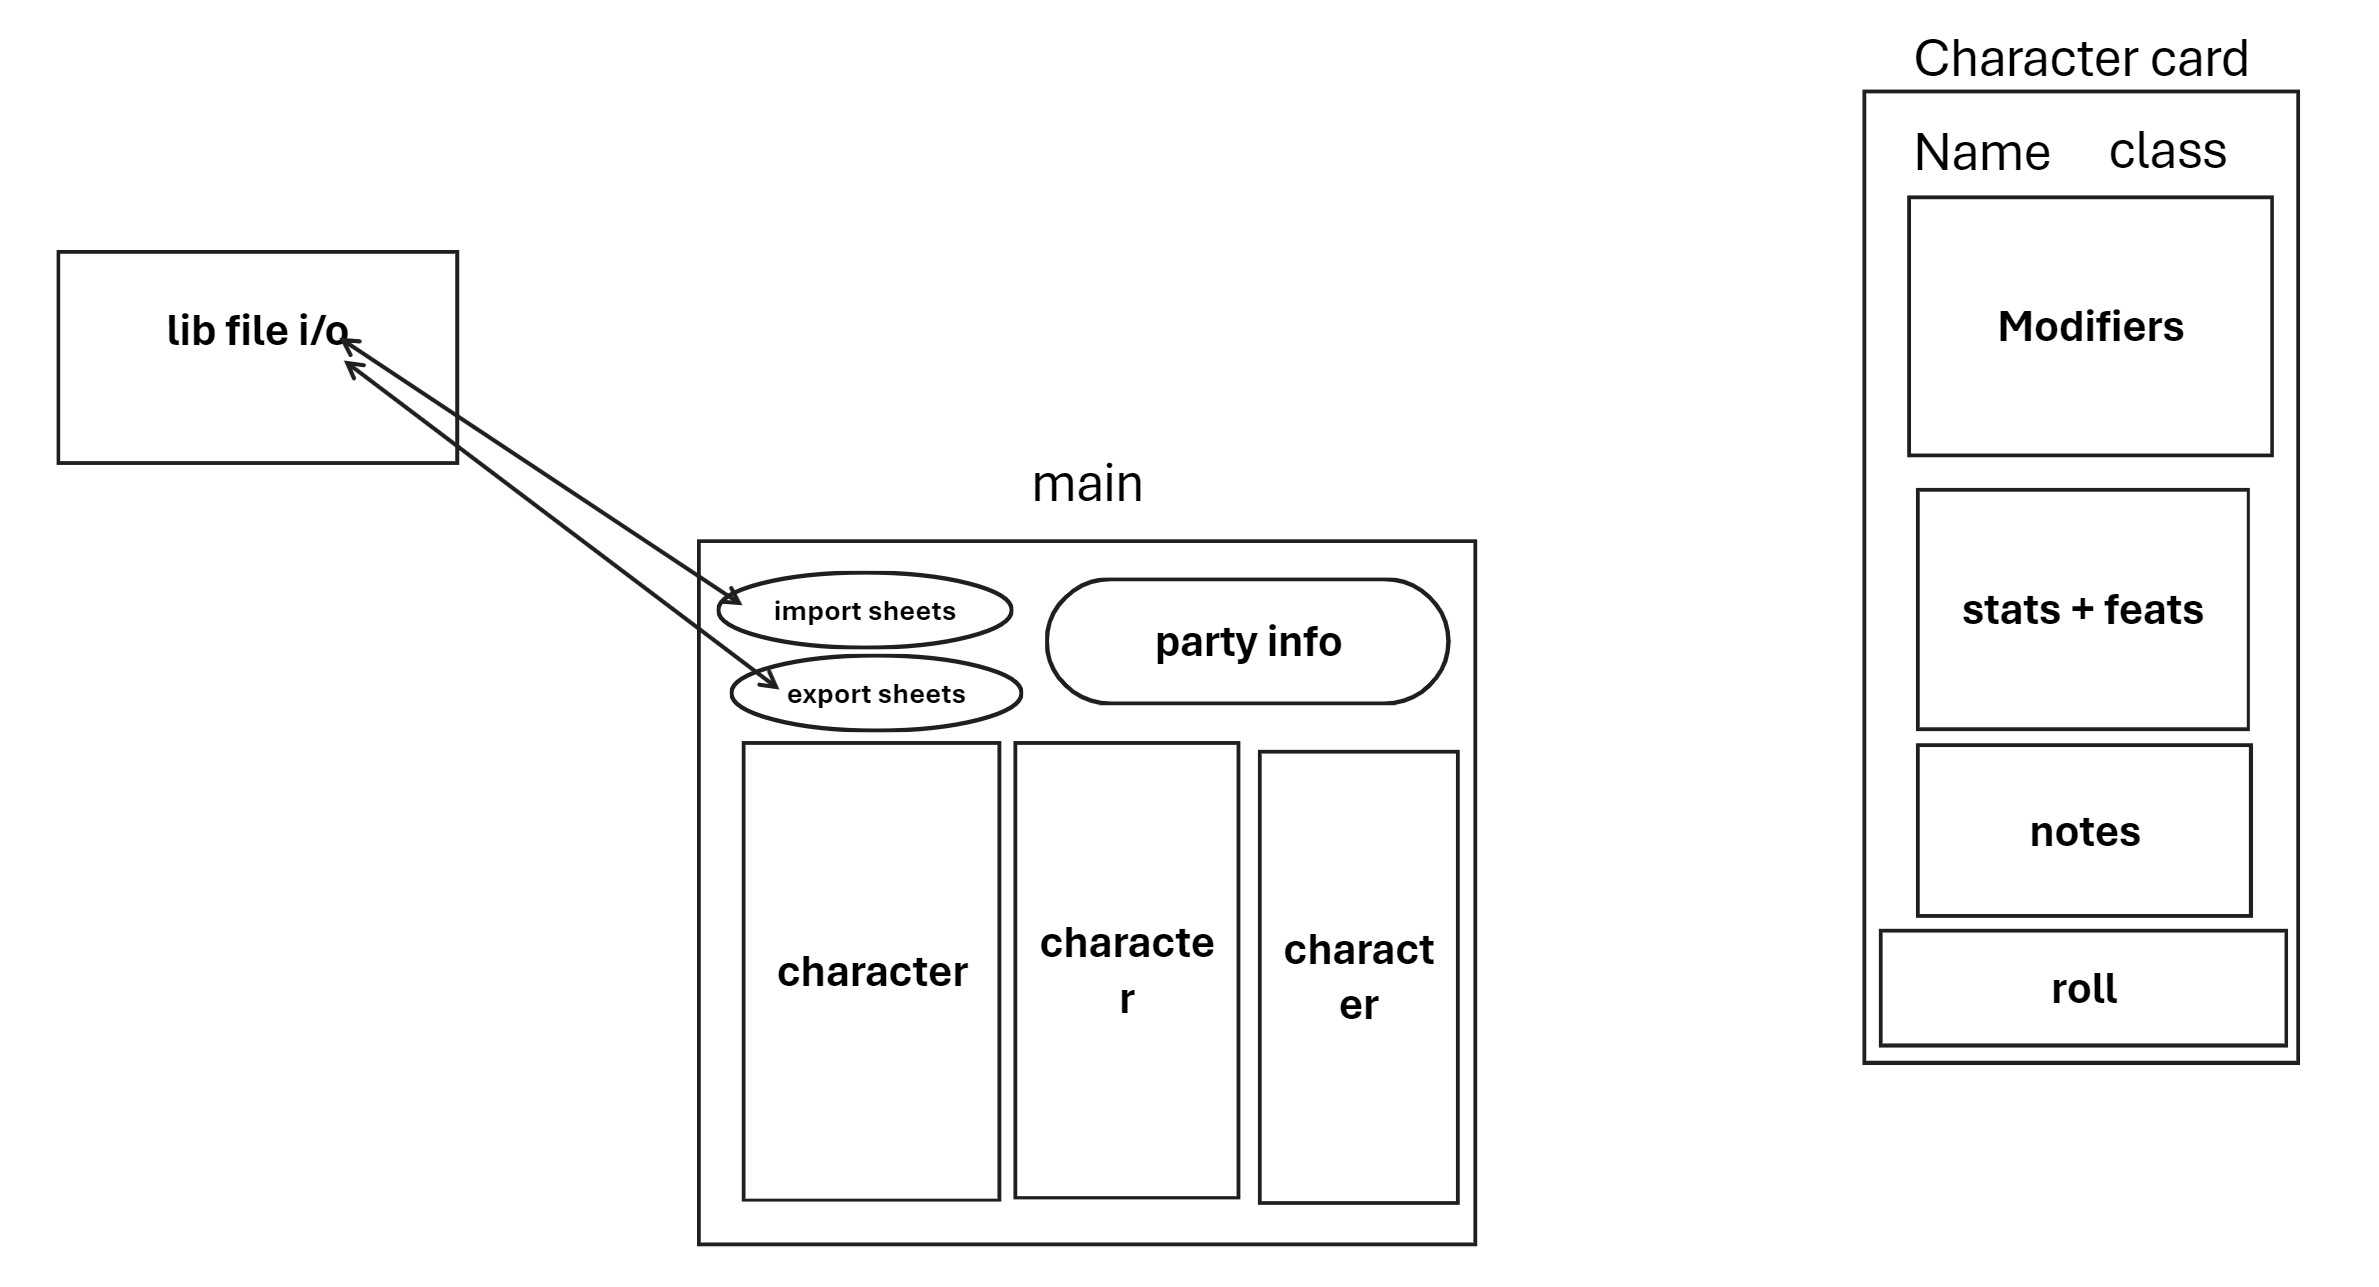 lib file i/o
main
import sheets
export sheets
party info
character
characte
r
charact
er
Character card
Name class
Modifiers
stats + feats
notes
roll